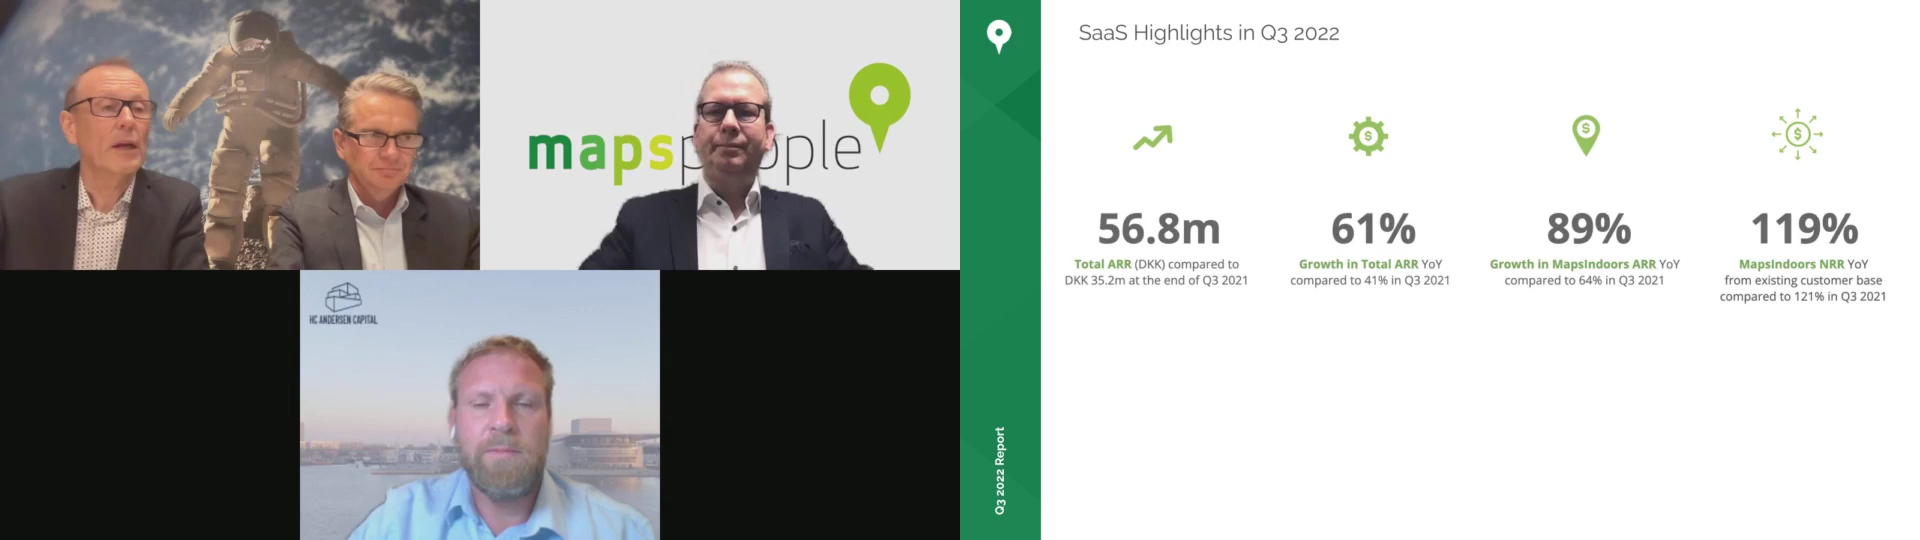 mapspeople
HC ANDERSEN CAPITAL
SaaS Highlights in Q3 2022
56.8m
Total ARR (DKK) compared to
DKK 35.2m at the end of Q3 2021
61%
Growth in Total ARR YoY
compared to 41% in Q3 2021
89%
Growth in MapsIndoors ARR YoY
compared to 64% in Q3 2021
119%
MapsIndoors NRR YoY
from existing customer base
compared to 121% in Q3 2021
Q3 2022 Report